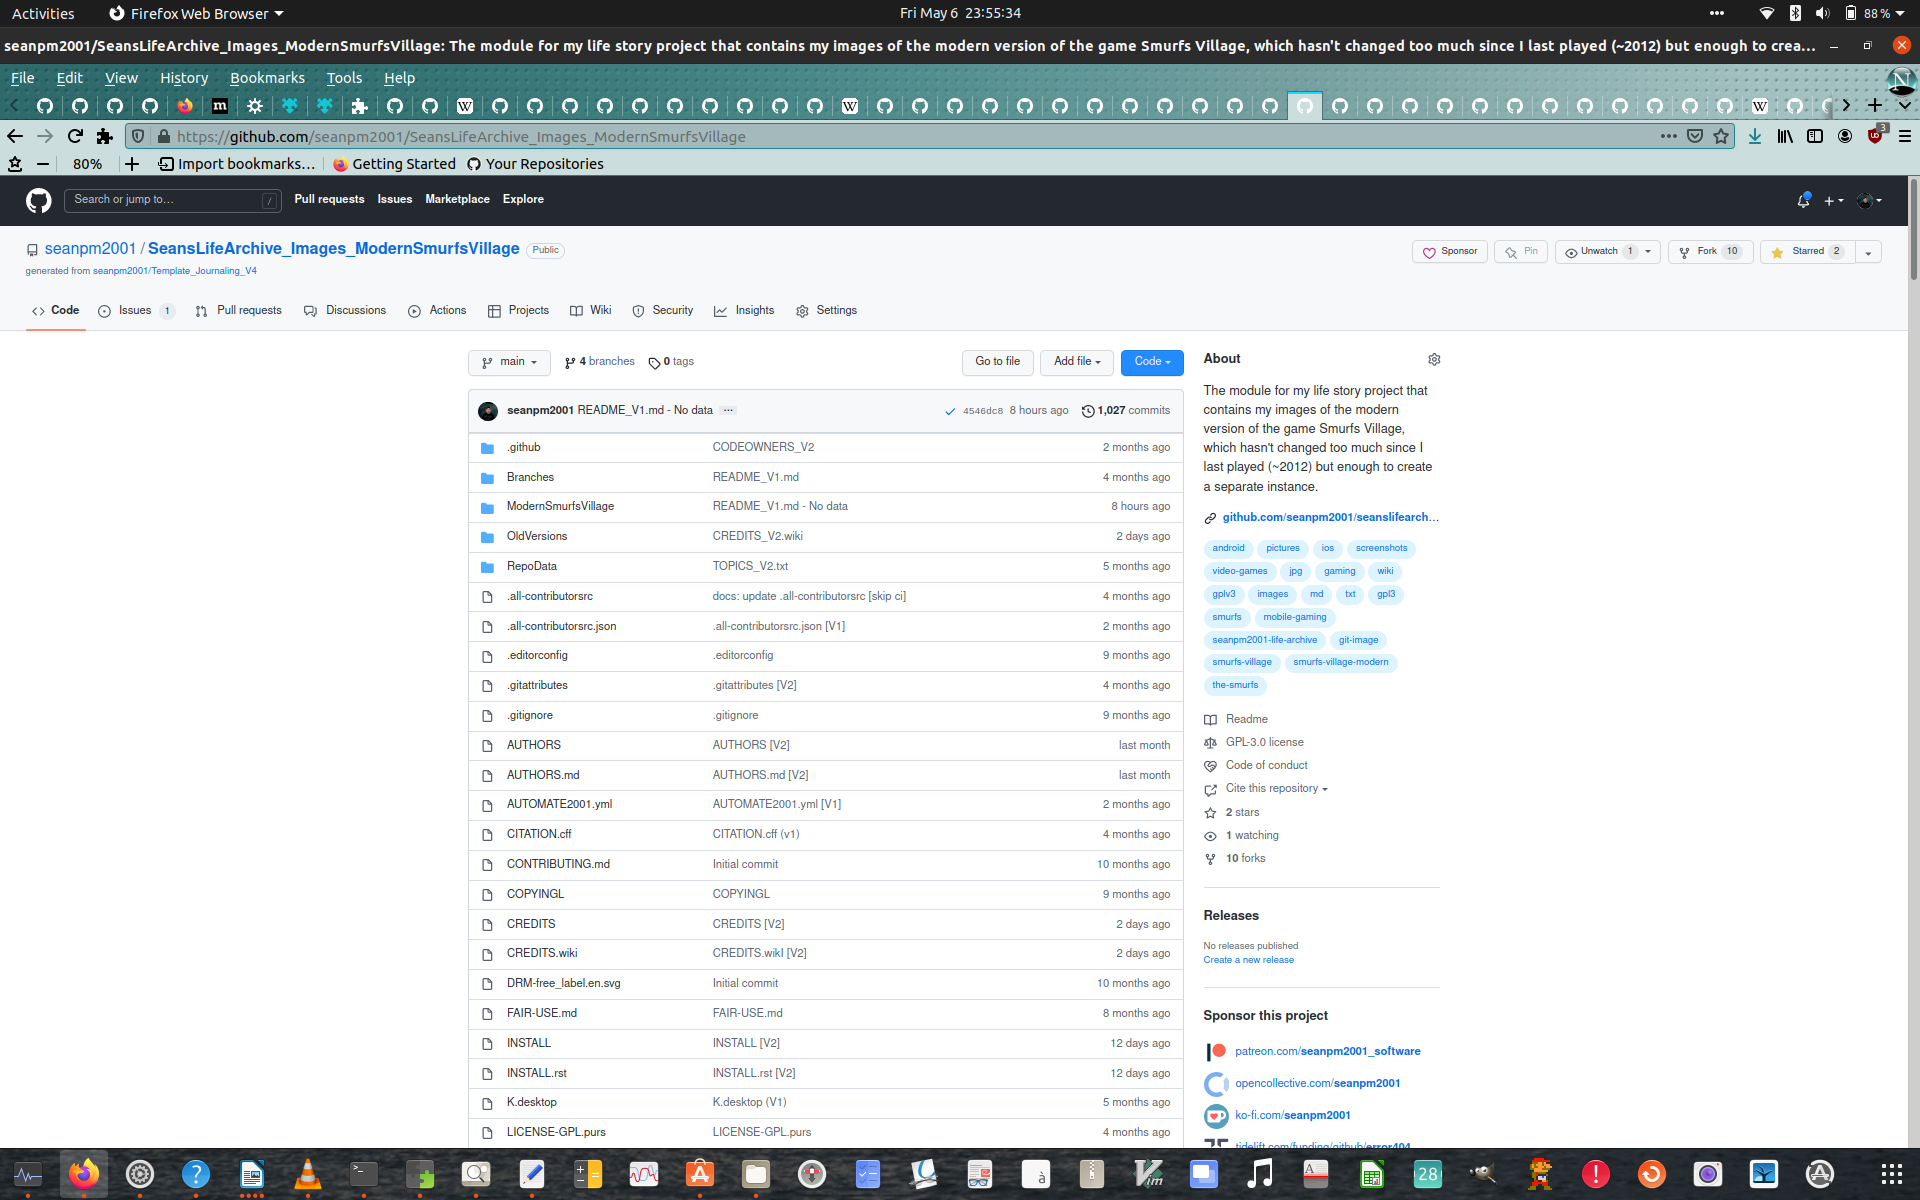 Activities Firefox Web Browser Fri May 6 23:55:34 88%
seanpm2001/SeansLifeArchive_Images_ModernSmurfsVillage: The module for my life story project that contains my images of the modern version of the game Smurfs Village, which hasn't changed too much since I last played (~2012) but enough to crea...
File Edit View History Bookmarks Tools Help
https://github.com/seanpm2001/SeansLifeArchive_Images_ModernSmurfsVillage 3
80% Import bookmarks... Getting Started Your Repositories
Search or jump to... / Pull requests Issues Marketplace Explore
seanpm2001 / SeansLifeArchive_Images_ModernSmurfsVillage Public Sponsor Pin Unwatch 1 Fork 10 Starred 2
generated from seanpm2001/Template_Journaling_V4
Code Issues 1 Pull requests Discussions Actions Projects Wiki Security Insights Settings
main 4 branches 0 tags Go to file Add file Code
seanpm2001 README_V1.md - No data ... 4546dc8 8 hours ago 1,027 commits
.github CODEOWNERS_V2 2 months ago
Branches README_V1.md 4 months ago
ModernSmurfsVillage README_V1.md - No data 8 hours ago
OldVersions CREDITS_V2.wiki 2 days ago
RepoData TOPICS_V2.txt 5 months ago
.all-contributorsrc docs: update .all-contributorsrc [skip ci] 4 months ago
.all-contributorsrc.json .all-contributorsrc.json [V1] 2 months ago
.editorconfig .editorconfig 9 months ago
.gitattributes .gitattributes [V2] 4 months ago
.gitignore .gitignore 9 months ago
AUTHORS AUTHORS [V2] last month
AUTHORS.md AUTHORS.md [V2] last month
AUTOMATE2001.yml AUTOMATE2001.yml [V1] 2 months ago
CITATION.cff CITATION.cff (v1) 4 months ago
CONTRIBUTING.md Initial commit 10 months ago
COPYINGL COPYINGL 9 months ago
CREDITS CREDITS [V2] 2 days ago
CREDITS.wiki CREDITS.wikI [V2] 2 days ago
DRM-free_label.en.svg Initial commit 10 months ago
FAIR-USE.md FAIR-USE.md 8 months ago
INSTALL INSTALL [V2] 12 days ago
INSTALL.rst INSTALL.rst [V2] 12 days ago
K.desktop K.desktop (V1) 5 months ago
LICENSE-GPL.purs LICENSE-GPL.purs 4 months ago
About
The module for my life story project that
contains my images of the modern
version of the game Smurfs Village,
which hasn't changed too much since I
last played (~2012) but enough to create
a separate instance.
github.com/seanpm2001/seanslifearch...
android pictures ios screenshots
video-games jpg gaming wiki
gplv3 images md txt gpl3
smurfs mobile-gaming
seanpm2001-life-archive git-image
smurfs-village smurfs-village-modern
the-smurfs
Readme
GPL-3.0 license
Code of conduct
Cite this repository
2 stars
1 watching
10 forks
Releases
No releases published
Create a new release
Sponsor this project
patreon.com/seanpm2001_software
opencollective.com/seanpm2001
ko-fi.com/seanpm2001
tidelift.com/funding/github/error404
28